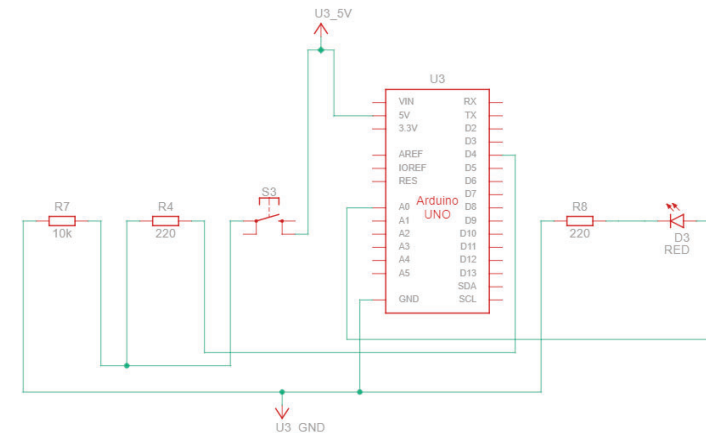 U3_5V
U3
VIN RX
5V TX
3.3V D2
D3
AREF D4
IOREF D5
RES D6
D7
A0 D8
A1 D9
A2 D10
A3 D11
A4 D12
A5 D13
SDA
GND SCL
Arduino
UNO
R7
10k
R4
220
S3
R8
220
D3
RED
U3_GND